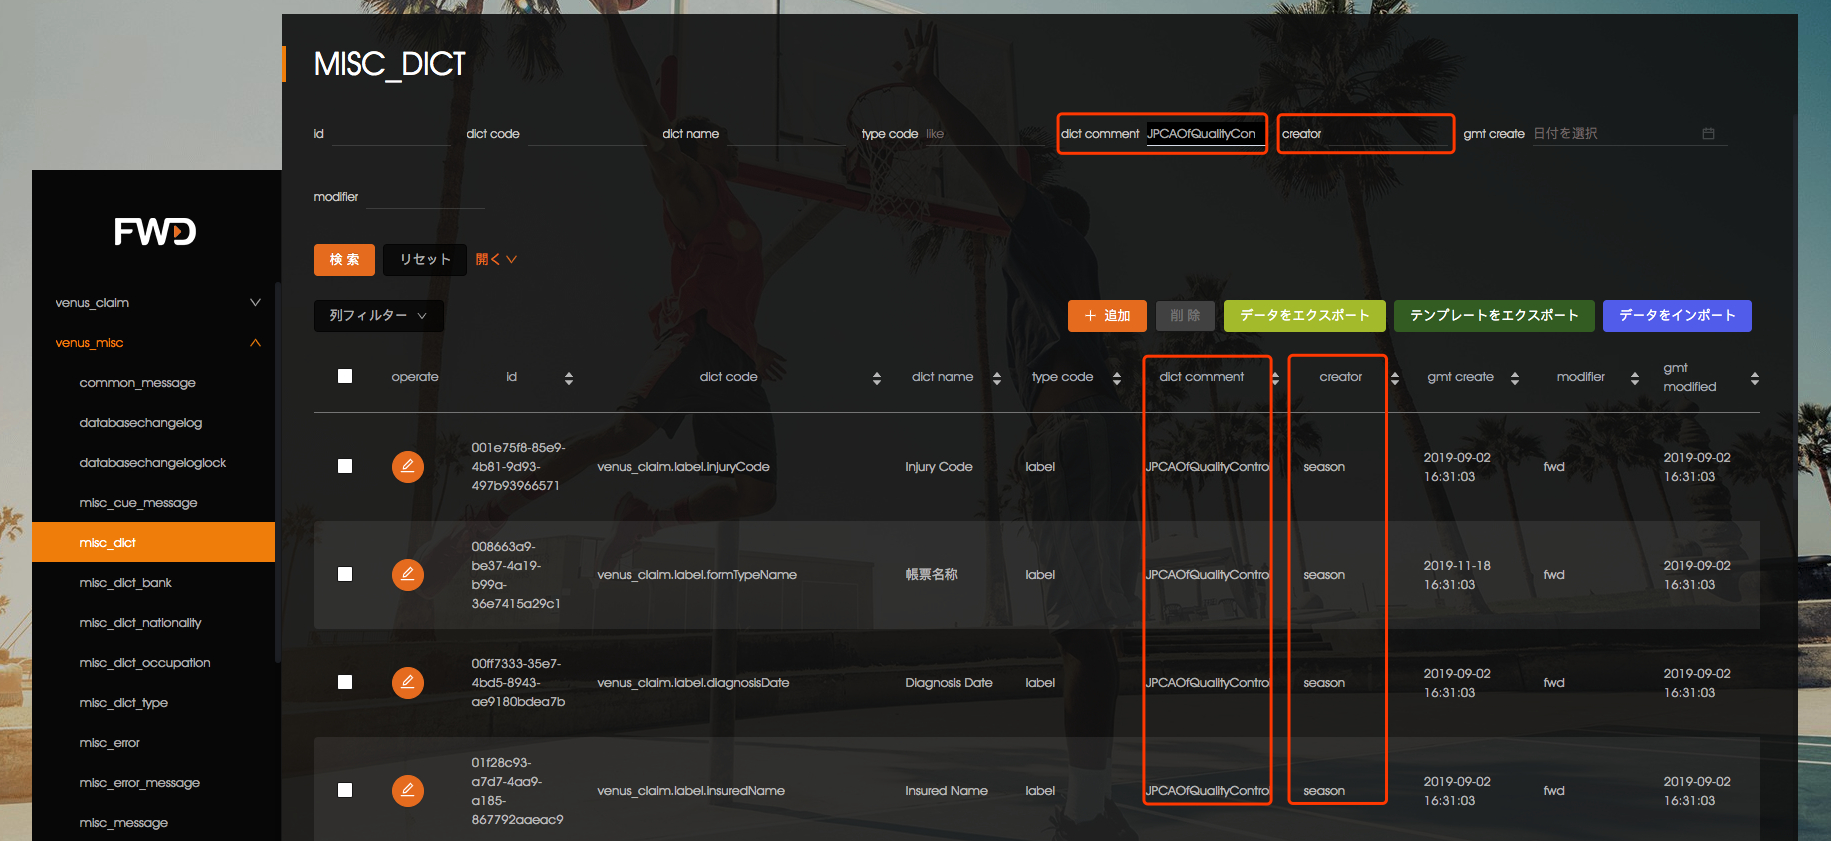 MISC_DICT
id
dict code
dict name
type code like
dict comment JPCAOfQualityCon
creator
gmt create 日付を選択
modifier
検 索
リセット
開く
列フィルター
+ 追加
削 除
データをエクスポート
テンプレートをエクスポート
データをインポート
FWD
venus_claim
venus_misc
common_message
databasechangelog
databasechangeloglock
misc_cue_message
misc_dict
misc_dict_bank
misc_dict_nationality
misc_dict_occupation
misc_dict_type
misc_error
misc_error_message
misc_message
operate id dict code dict name type code dict comment creator gmt create modifier gmt modified
001e75f8-85e9-
4b81-9d93-
497b93966571
venus_claim.label.injuryCode Injury Code label JPCAOfQualityContro season
2019-09-02
16:31:03
fwd
2019-09-02
16:31:03
008663a9-
be37-4a19-
b99a-
36e7415a29c1
venus_claim.label.formTypeName 帳票名称 label JPCAOfQualityContro season
2019-11-18
16:31:03
fwd
2019-09-02
16:31:03
00ff7333-35e7-
4bd5-8943-
ae9180bdea7b
venus_claim.label.diagnosisDate Diagnosis Date label JPCAOfQualityContro season
2019-09-02
16:31:03
fwd
2019-09-02
16:31:03
01f28c93-
a7d7-4aa9-
a185-
867792aaeac9
venus_claim.label.insuredName Insured Name label JPCAOfQualityContro season
2019-09-02
16:31:03
fwd
2019-09-02
16:31:03